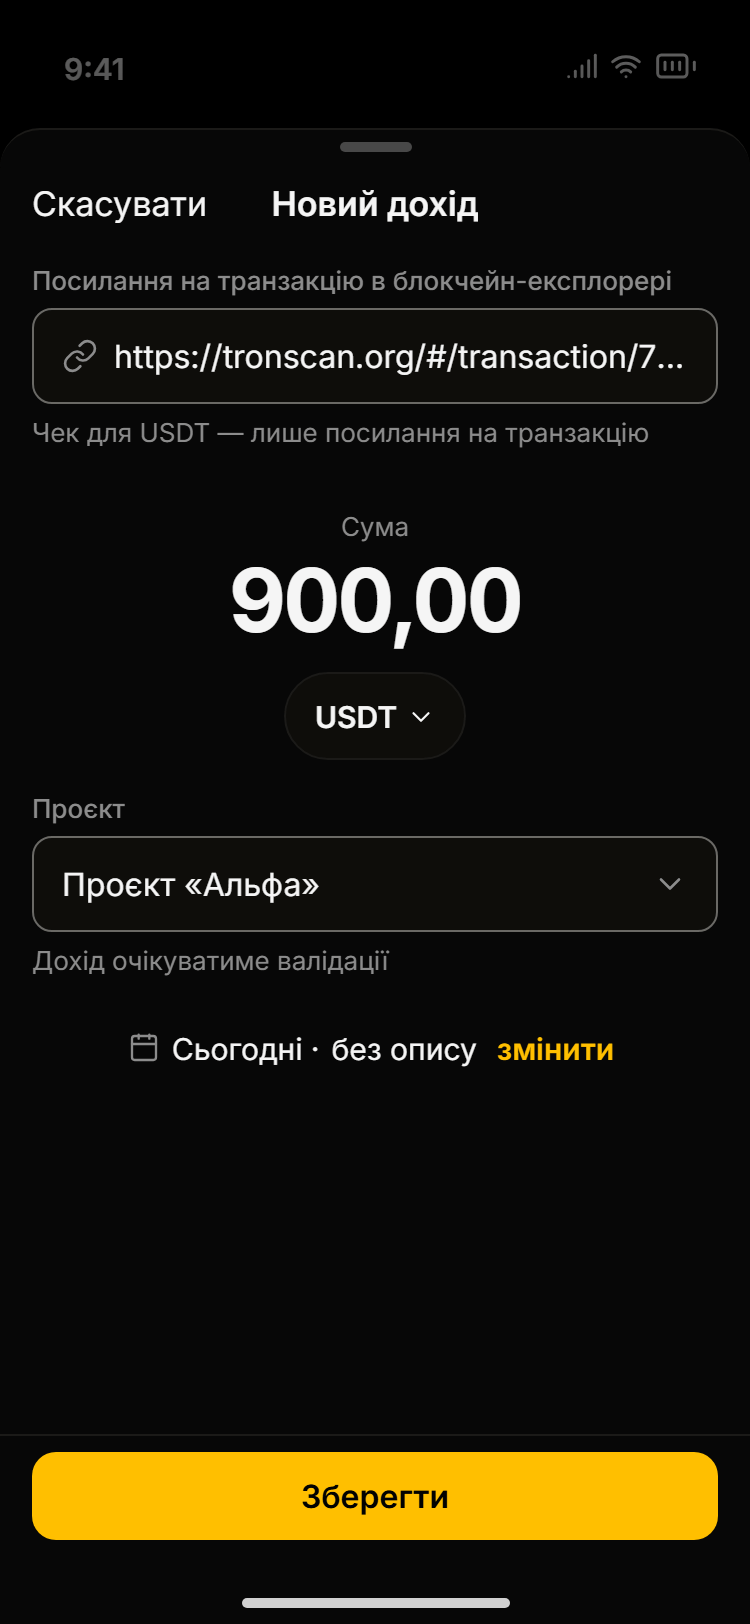 9:41
Скасувати Новий дохід
Посилання на транзакцію в блокчейн-експлорері
https://tronscan.org/#/transaction/7...
Чек для USDT — лише посилання на транзакцію
Сума
900,00
USDT
Проєкт
Проєкт «Альфа»
Дохід очікуватиме валідації
Сьогодні · без опису змінити
Зберегти